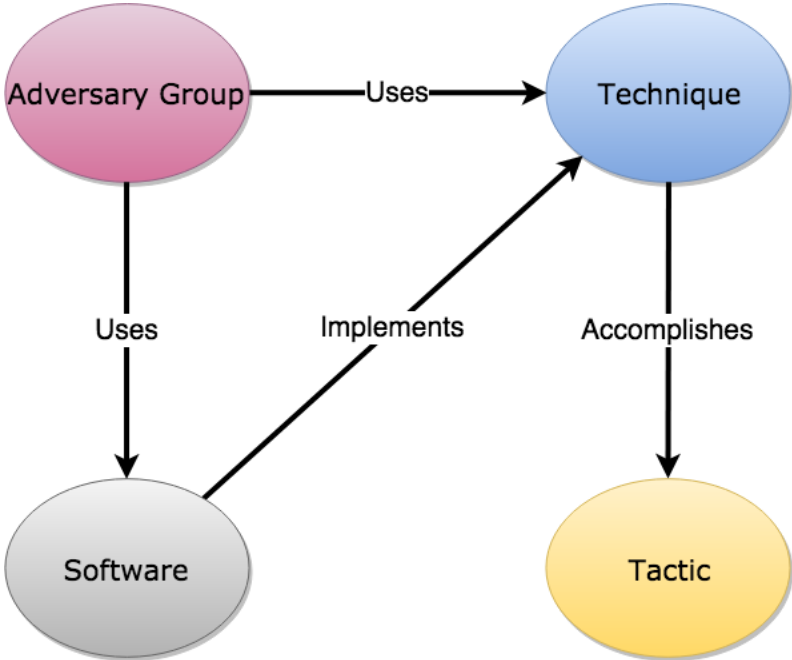 Adversary Group
Uses
Technique
Uses
Implements
Accomplishes
Software
Tactic